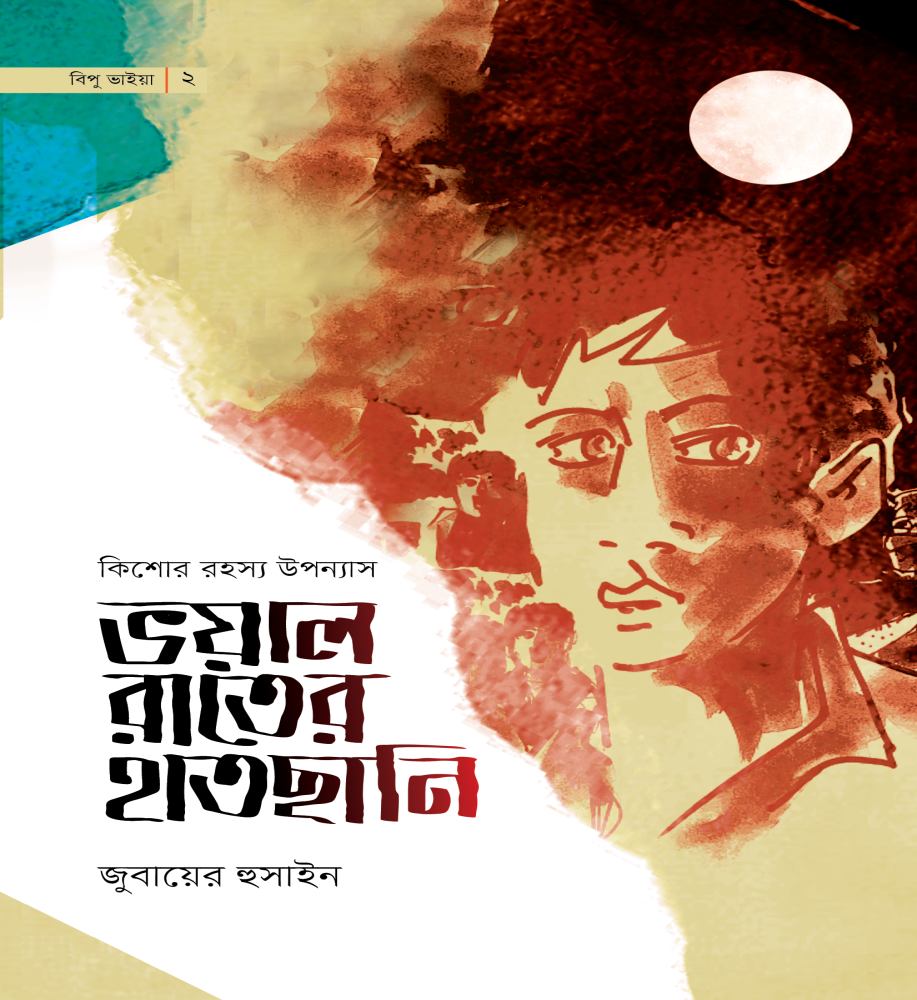 বিপু ভাইয়া | ২
কিশোর রহস্য উপন্যাস
ভয়াল
রাতের
হাতছানি
জুবায়ের হুসাইন